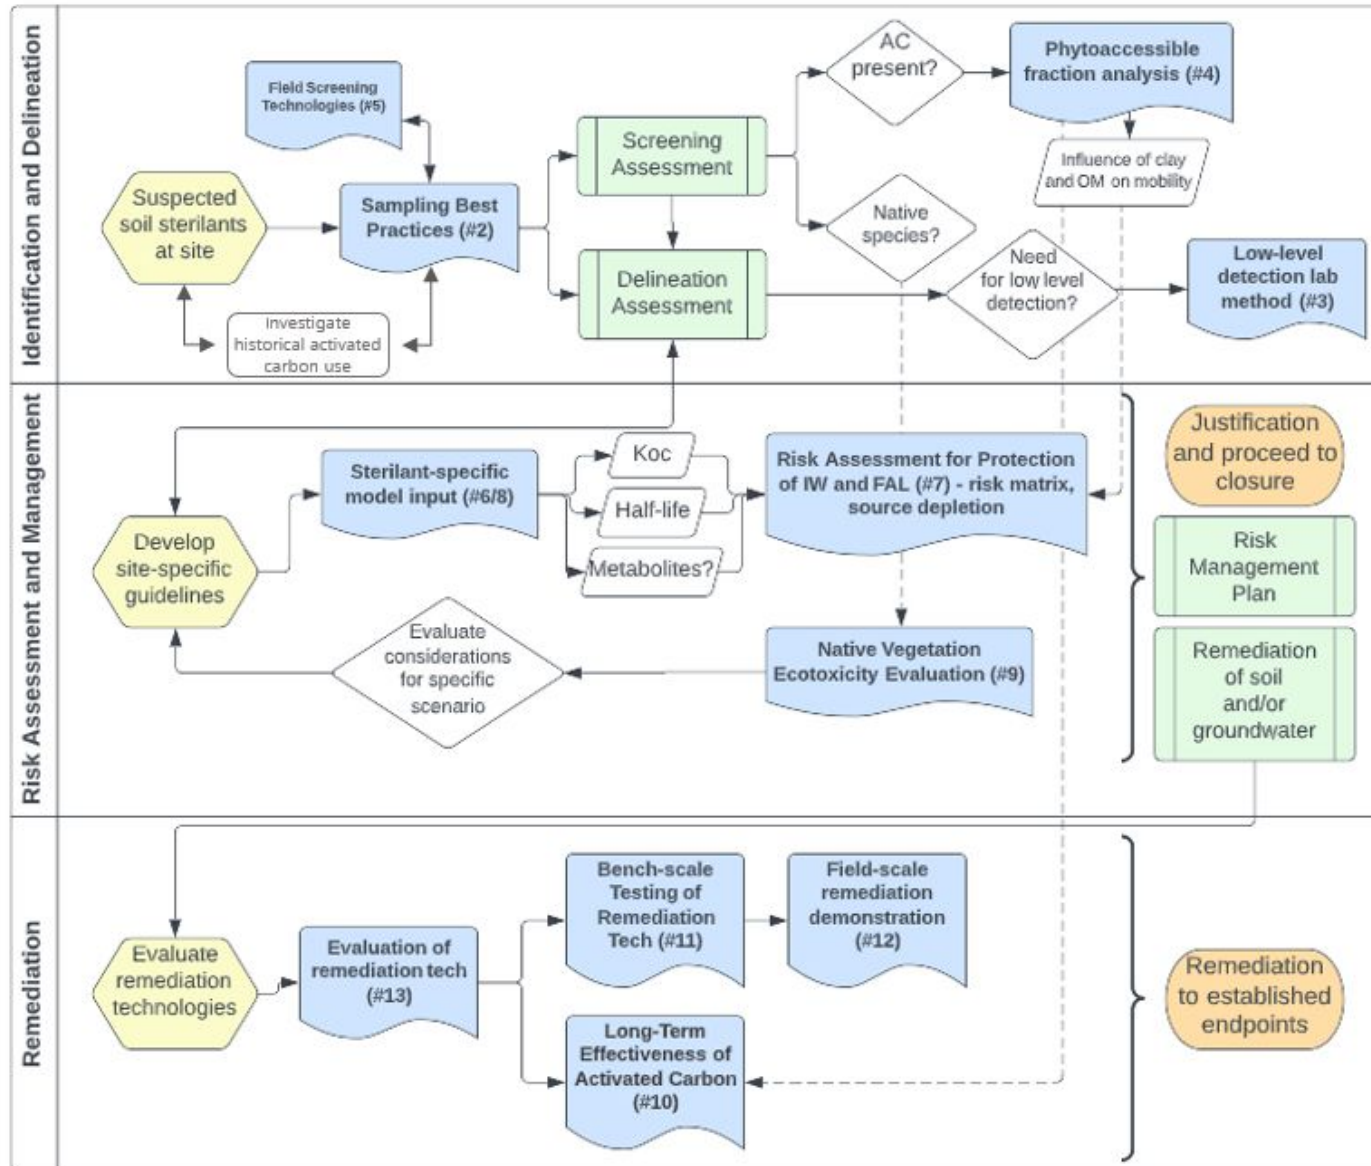 Identification and Delineation
Field Screening
Technologies (#5)
Suspected
soil sterilants
at site
Sampling Best
Practices (#2)
Investigate
historical activated
carbon use
Screening
Assessment
Delineation
Assessment
AC
present?
Native
species?
Phytoaccessible
fraction analysis (#4)
Influence of clay
and OM on mobility
Need
for low level
detection?
Low-level
detection lab
method (#3)
Risk Assessment and Management
Develop
site-specific
guidelines
Sterilant-specific
model input (#6/8)
Koc
Half-life
Metabolites?
Risk Assessment for Protection
of IW and FAL (#7) - risk matrix,
source depletion
Native Vegetation
Ecotoxicity Evaluation (#9)
Evaluate
considerations
for specific
scenario
Justification
and proceed to
closure
Risk
Management
Plan
Remediation
of soil
and/or
groundwater
Remediation
Evaluate
remediation
technologies
Evaluation of
remediation tech
(#13)
Bench-scale
Testing of
Remediation
Tech (#11)
Field-scale
remediation
demonstration
(#12)
Long-Term
Effectiveness of
Activated Carbon
(#10)
Remediation
to established
endpoints